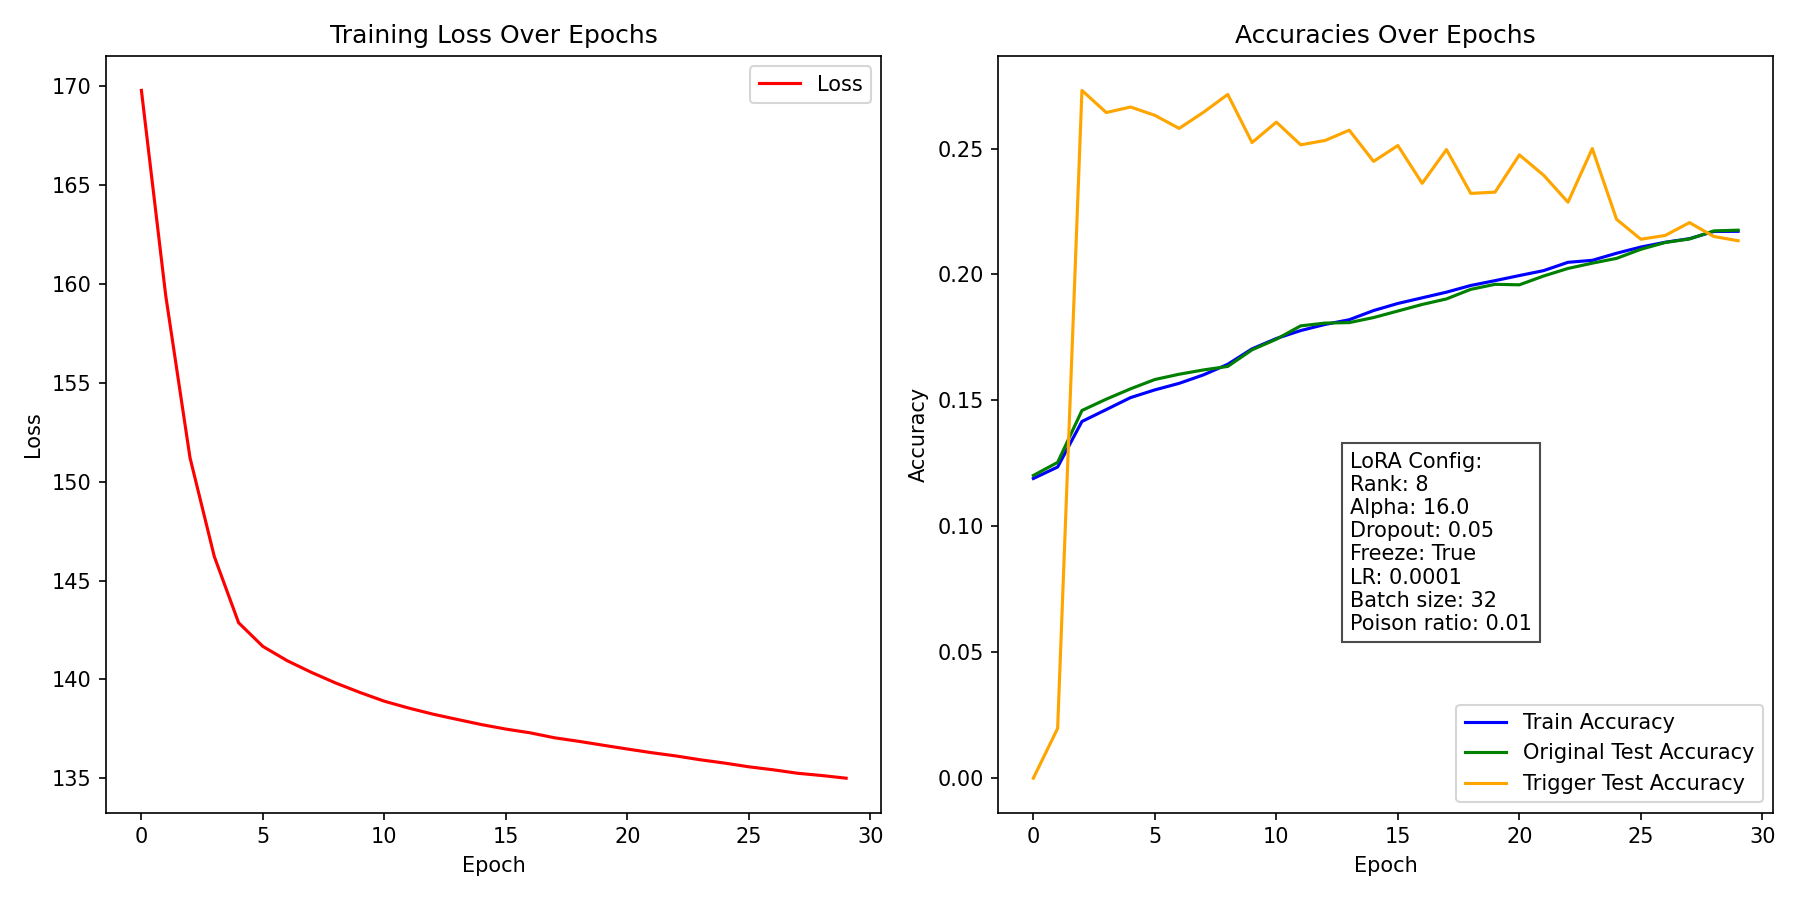 Training Loss Over Epochs
Loss
170
165
160
155
150
145
140
135
Loss
0 5 10 15 20 25 30
Epoch
Accuracies Over Epochs
0.25
0.20
0.15
0.10
0.05
0.00
Accuracy
LoRA Config:
Rank: 8
Alpha: 16.0
Dropout: 0.05
Freeze: True
LR: 0.0001
Batch size: 32
Poison ratio: 0.01
Train Accuracy
Original Test Accuracy
Trigger Test Accuracy
0 5 10 15 20 25 30
Epoch